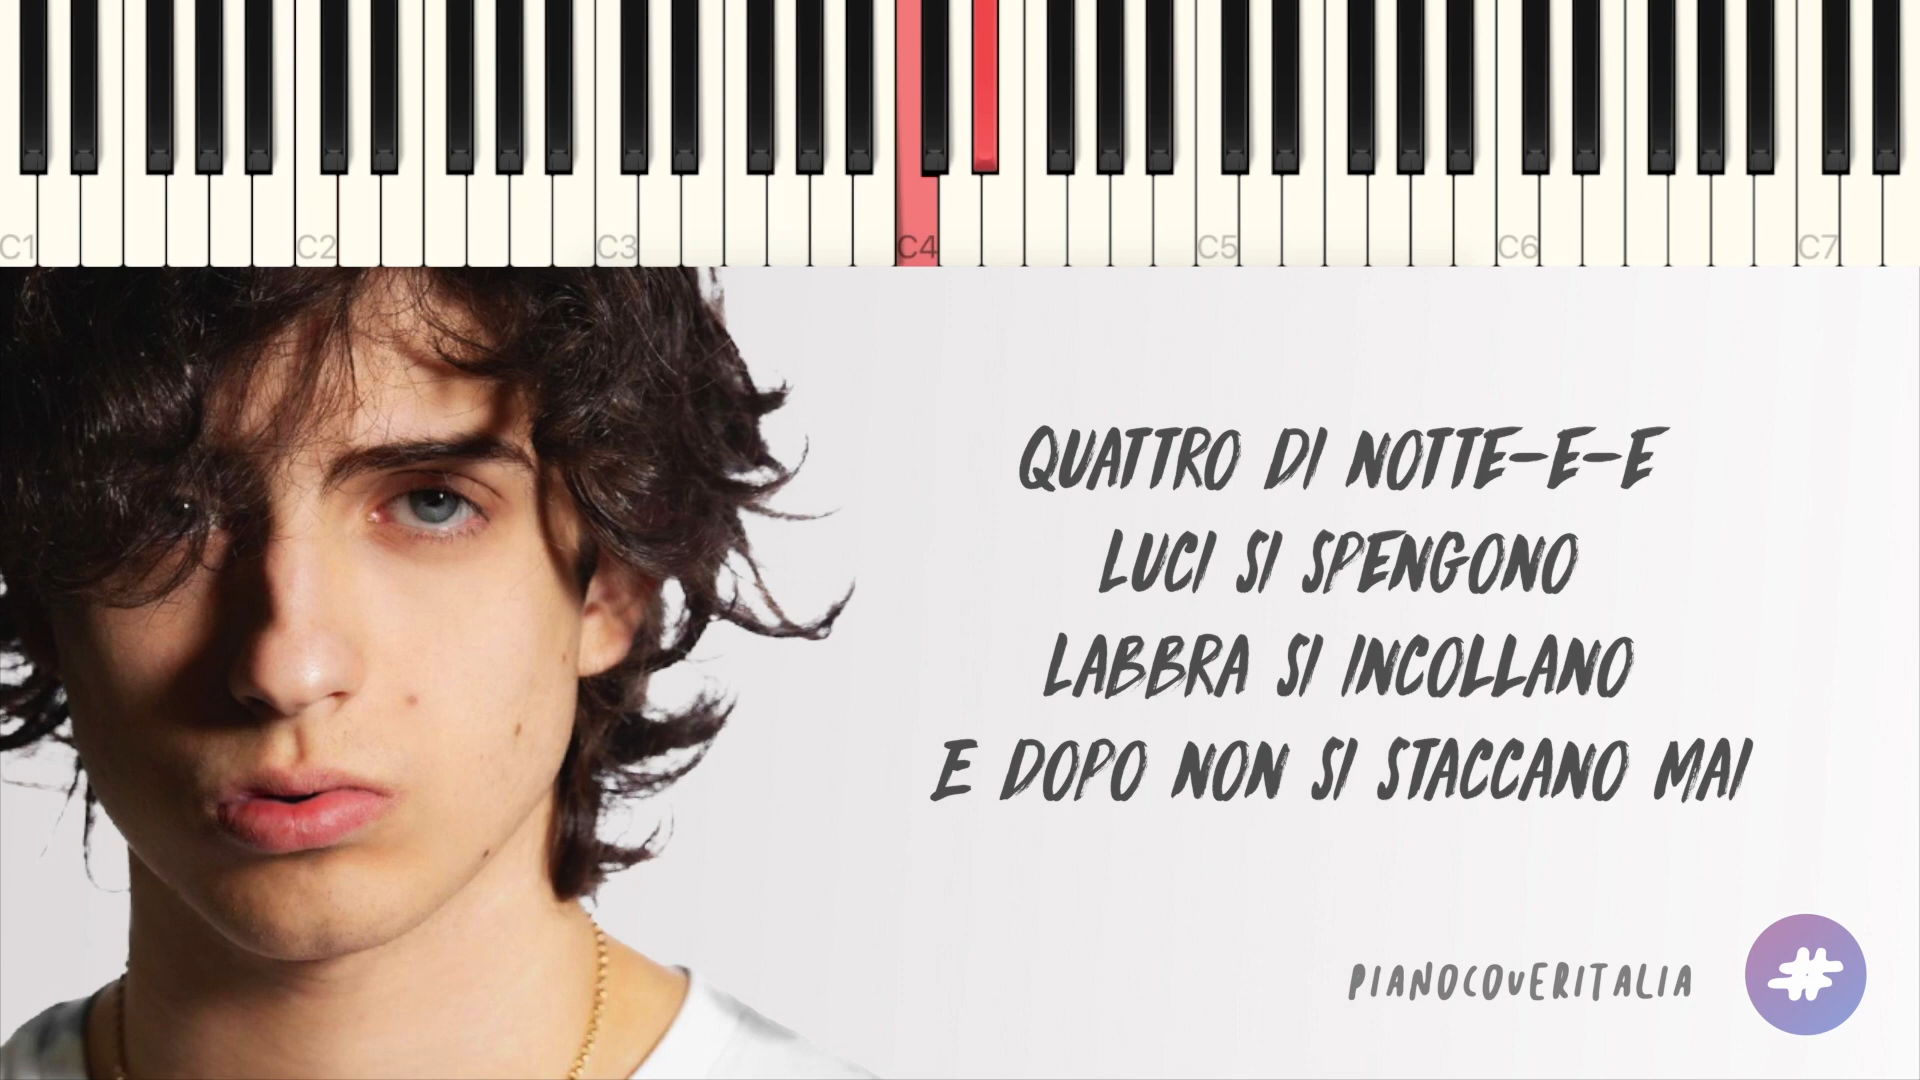 C1 C2 C3 C4 C5 C6 C7
QUATTRO DI NOTTE-E-E
LUCI SI SPENGONO
LABBRA SI INCOLLANO
E DOPO NON SI STACCANO MAI
PIANOCOVERITALIA
#